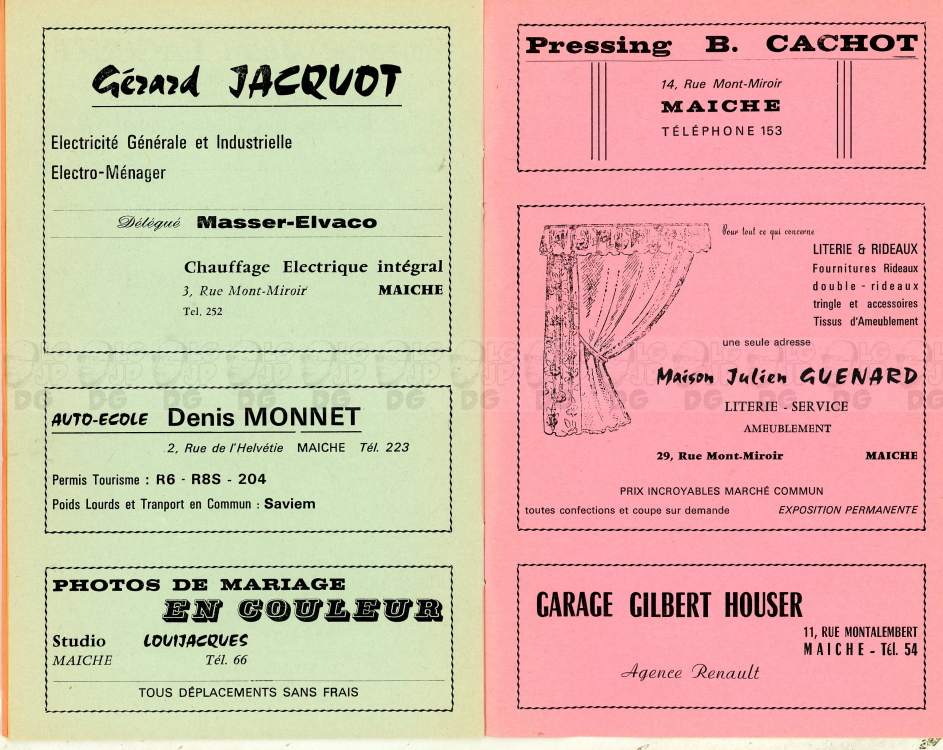 Gérard JACQUOT
Electricité Générale et Industrielle
Electro-Ménager
Délégué Masser-Elvaco
Chauffage Electrique intégral
3, Rue Mont-Miroir MAICHE
Tel. 252
AUTO-ECOLE Denis MONNET
2, Rue de l'Helvétie MAICHE Tél. 223
Permis Tourisme : R6 - R8S - 204
Poids Lourds et Tranport en Commun : Saviem
PHOTOS DE MARIAGE
EN COULEUR
Studio LOUIJACQUES
MAICHE Tél. 66
TOUS DÉPLACEMENTS SANS FRAIS
Pressing B. CACHOT
14, Rue Mont-Miroir
MAICHE
TÉLÉPHONE 153
Pour tout ce qui concerne
LITERIE & RIDEAUX
Fournitures Rideaux
double - rideaux
tringle et accessoires
Tissus d'Ameublement
une seule adresse
Maison Julien GUENARD
LITERIE - SERVICE
AMEUBLEMENT
29, Rue Mont-Miroir MAICHE
PRIX INCROYABLES MARCHÉ COMMUN
toutes confections et coupe sur demande EXPOSITION PERMANENTE
GARAGE GILBERT HOUSER
11, RUE MONTALEMBERT
MAICHE - Tél. 54
Agence Renault